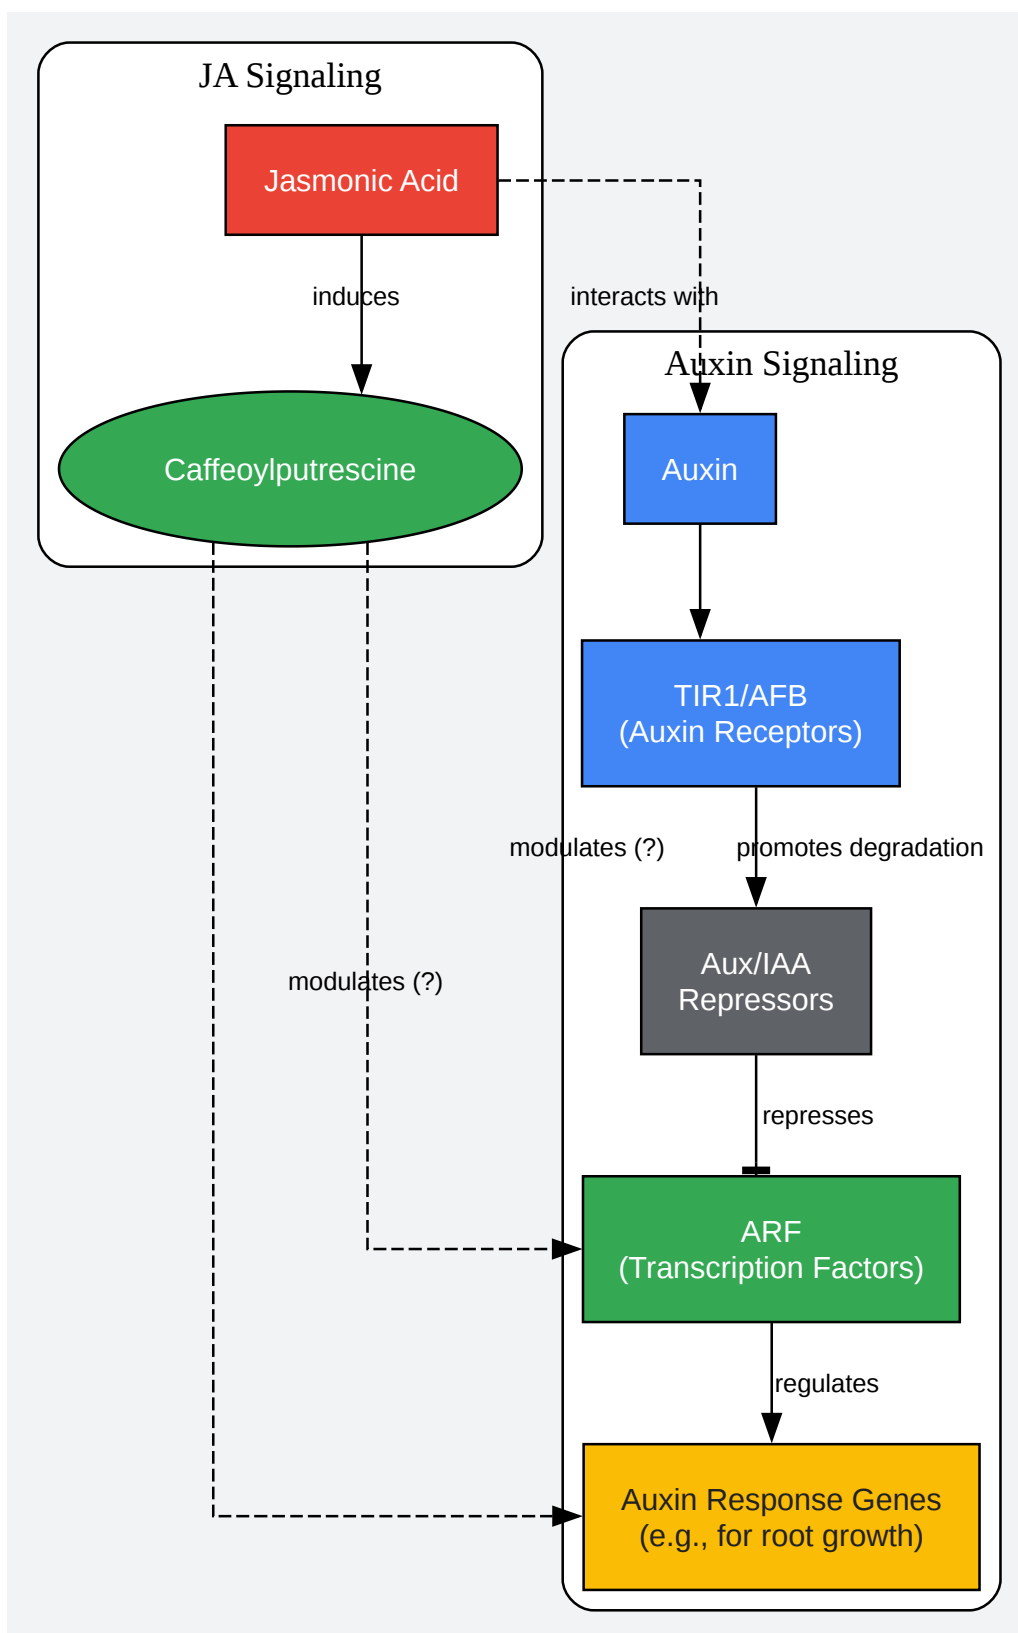 JA Signaling
Jasmonic Acid
induces
interacts with
Auxin Signaling
Caffeoylputrescine
Auxin
TIR1/AFB
(Auxin Receptors)
modulates (?)
promotes degradation
Aux/IAA
Repressors
modulates (?)
represses
ARF
(Transcription Factors)
regulates
Auxin Response Genes
(e.g., for root growth)